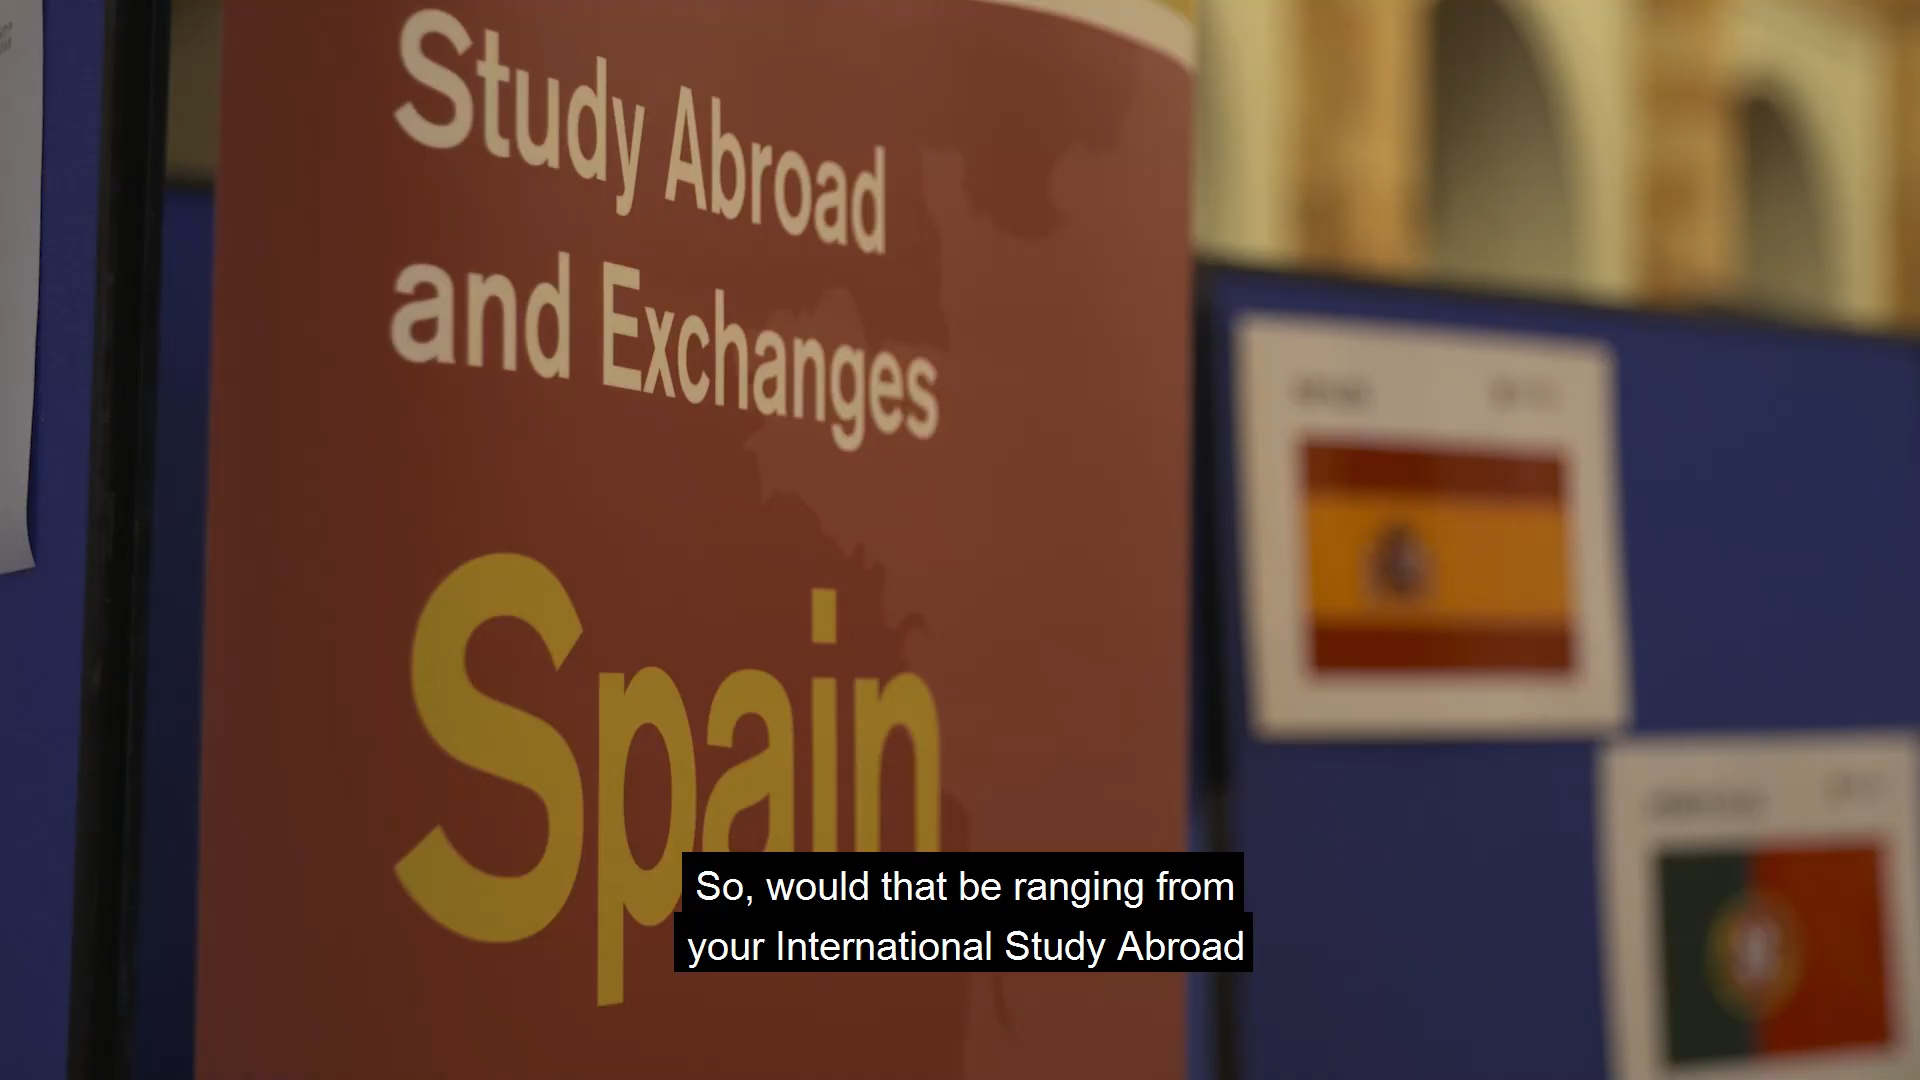 Study Abroad
and Exchanges
Spain
So, would that be ranging from
your International Study Abroad